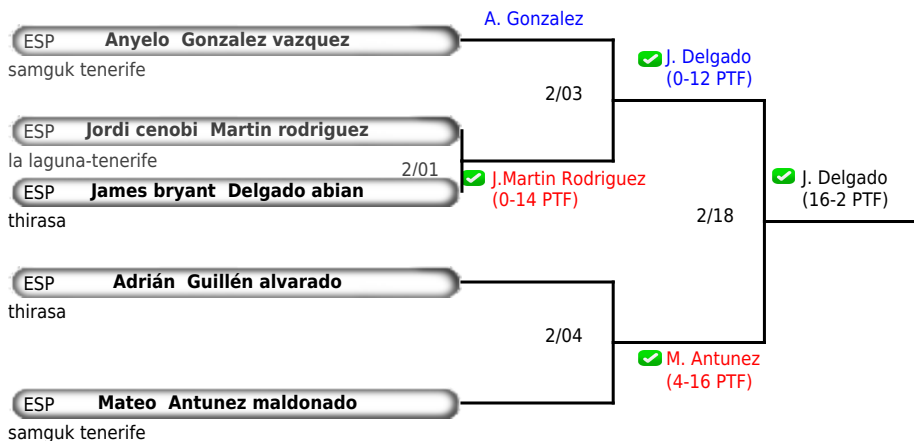 A. Gonzalez
ESP Anyelo Gonzalez vazquez
samguk tenerife
J. Delgado
(0-12 PTF)
2/03
ESP Jordi cenobi Martin rodriguez
la laguna-tenerife
2/01
J.Martin Rodriguez
(0-14 PTF)
ESP James bryant Delgado abian
thirasa
J. Delgado
(16-2 PTF)
2/18
ESP Adrián Guillén alvarado
thirasa
2/04
M. Antunez
(4-16 PTF)
ESP Mateo Antunez maldonado
samguk tenerife